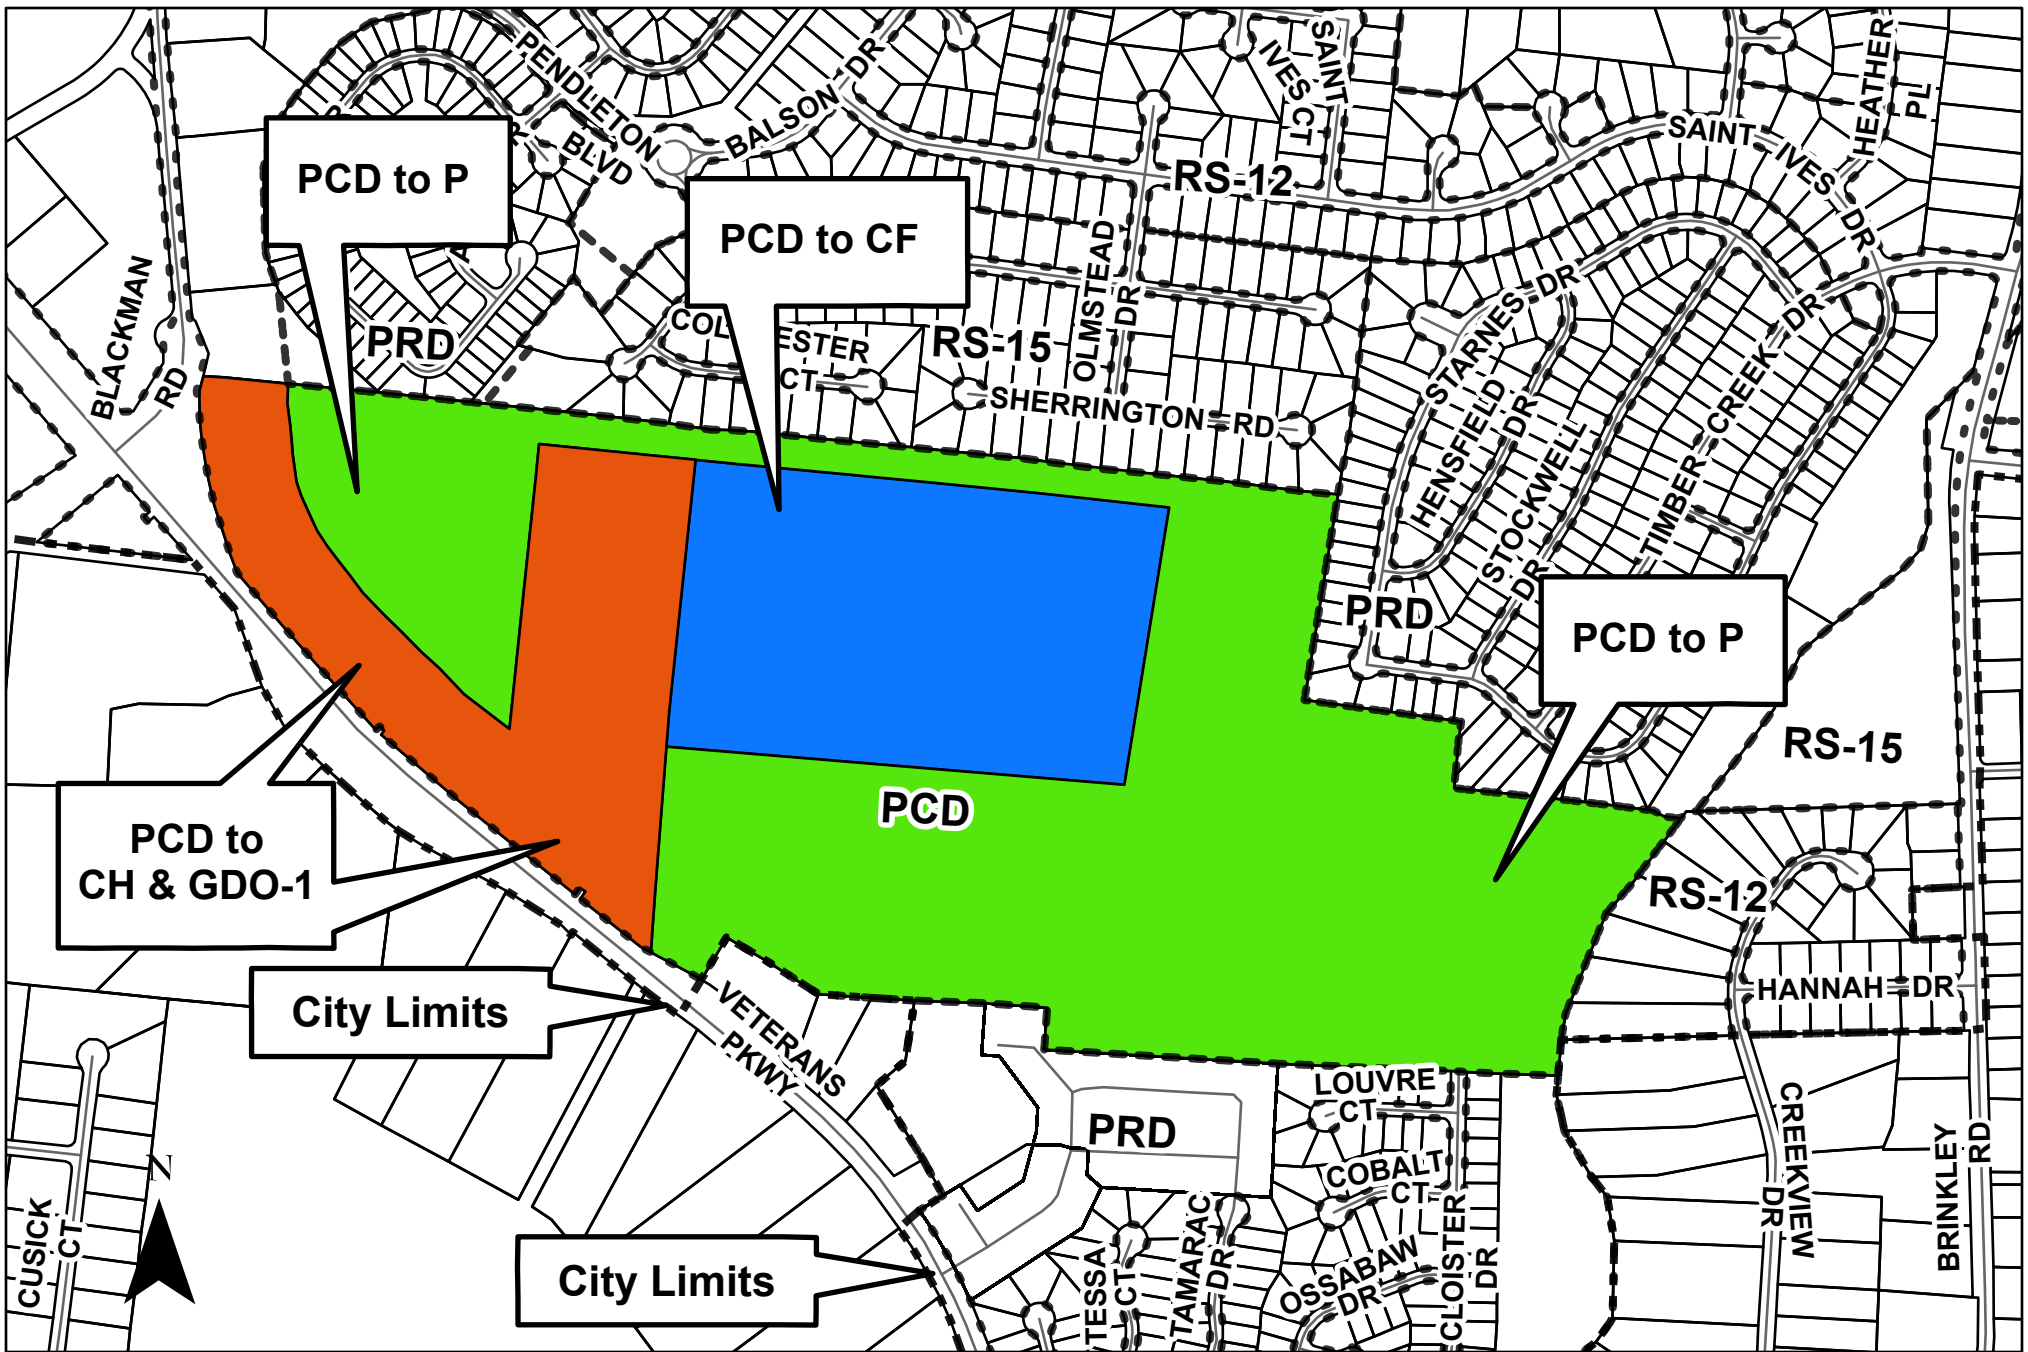 PENDLETON
BLVD
BALSON DR
SAINT
IVES CT
HEATHER
PL
SAINT IVES DR
RS-12
PCD to P
PCD to CF
BLACKMAN
RD
PRD
COL
ESTER
CT
RS-15
OLMSTEAD
DR
SHERRINGTON RD
STARNES DR
HENSFIELD
DR
STOCKWELL
DR
TIMBER CREEK DR
PRD
PCD to P
RS-15
PCD
PCD to
CH & GDO-1
RS-12
HANNAH DR
City Limits
VETERANS
PKWY
LOUVRE
CT
PRD
COBALT
CT
CREEKVIEW
DR
BRINKLEY
RD
N
CUSICK
CT
City Limits
TESSA
CT
TAMARAC
DR
OSSABAW
DR
CLOISTER
DR